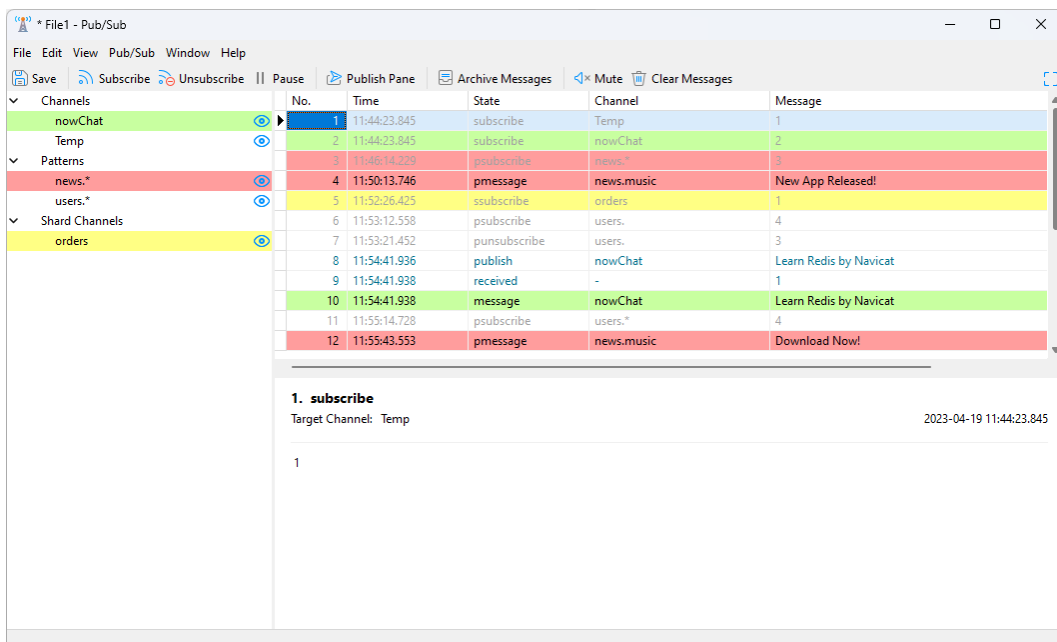 * File1 - Pub/Sub
File Edit View Pub/Sub Window Help
Save Subscribe Unsubscribe Pause Publish Pane Archive Messages Mute Clear Messages
Channels
nowChat
Temp
Patterns
news.*
users.*
Shard Channels
orders
No. Time State Channel Message
1 11:44:23.845 subscribe Temp 1
2 11:44:23.845 subscribe nowChat 2
3 11:46:14.229 psubscribe news.* 3
4 11:50:13.746 pmessage news.music New App Released!
5 11:52:26.425 ssubscribe orders 1
6 11:53:12.558 psubscribe users. 4
7 11:53:21.452 punsubscribe users. 3
8 11:54:41.936 publish nowChat Learn Redis by Navicat
9 11:54:41.938 received - 1
10 11:54:41.938 message nowChat Learn Redis by Navicat
11 11:55:14.728 psubscribe users.* 4
12 11:55:43.553 pmessage news.music Download Now!
1. subscribe
Target Channel: Temp 2023-04-19 11:44:23.845
1